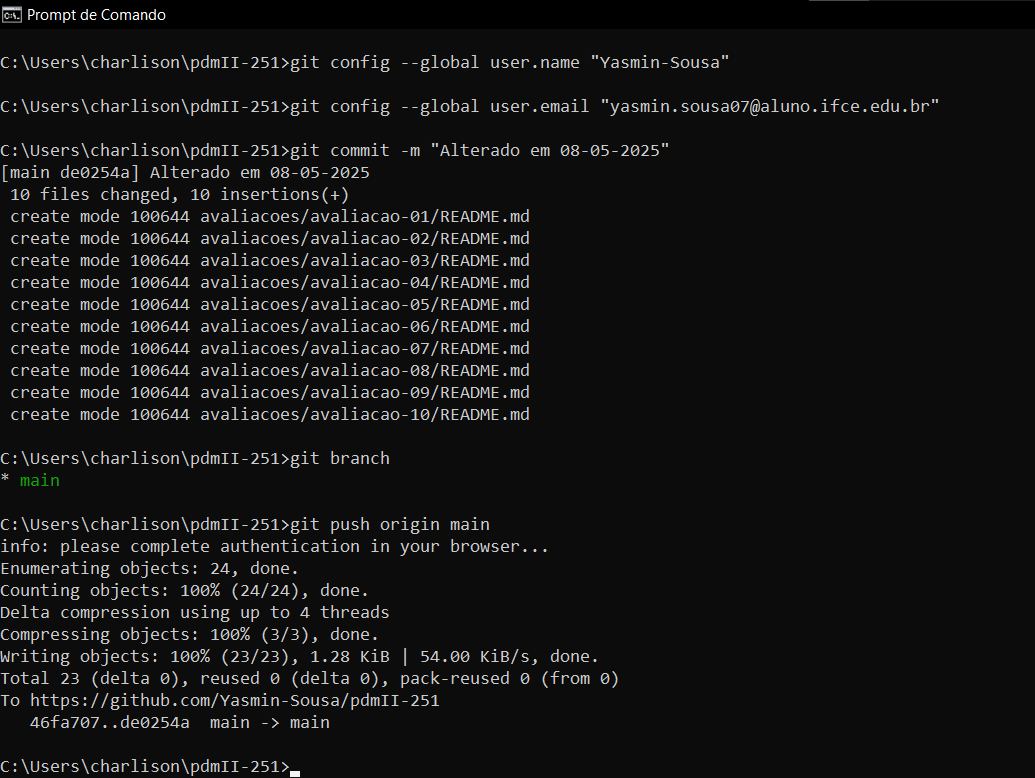 Prompt de Comando
C:\Users\charlison\pdmII-251>git config --global user.name "Yasmin-Sousa"
C:\Users\charlison\pdmII-251>git config --global user.email "yasmin.sousa07@aluno.ifce.edu.br"
C:\Users\charlison\pdmII-251>git commit -m "Alterado em 08-05-2025"
[main de0254a] Alterado em 08-05-2025
 10 files changed, 10 insertions(+)
 create mode 100644 avaliacoes/avaliacao-01/README.md
 create mode 100644 avaliacoes/avaliacao-02/README.md
 create mode 100644 avaliacoes/avaliacao-03/README.md
 create mode 100644 avaliacoes/avaliacao-04/README.md
 create mode 100644 avaliacoes/avaliacao-05/README.md
 create mode 100644 avaliacoes/avaliacao-06/README.md
 create mode 100644 avaliacoes/avaliacao-07/README.md
 create mode 100644 avaliacoes/avaliacao-08/README.md
 create mode 100644 avaliacoes/avaliacao-09/README.md
 create mode 100644 avaliacoes/avaliacao-10/README.md
C:\Users\charlison\pdmII-251>git branch
* main
C:\Users\charlison\pdmII-251>git push origin main
info: please complete authentication in your browser...
Enumerating objects: 24, done.
Counting objects: 100% (24/24), done.
Delta compression using up to 4 threads
Compressing objects: 100% (3/3), done.
Writing objects: 100% (23/23), 1.28 KiB | 54.00 KiB/s, done.
Total 23 (delta 0), reused 0 (delta 0), pack-reused 0 (from 0)
To https://github.com/Yasmin-Sousa/pdmII-251
   46fa707..de0254a  main -> main
C:\Users\charlison\pdmII-251>